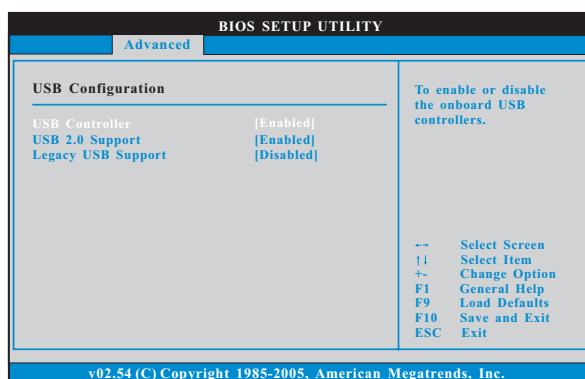 BIOS SETUP UTILITY
Advanced
USB Configuration
USB Controller [Enabled]
USB 2.0 Support [Enabled]
Legacy USB Support [Disabled]
To enable or disable
the onboard USB
controllers.
←→ Select Screen
↑↓ Select Item
+- Change Option
F1 General Help
F9 Load Defaults
F10 Save and Exit
ESC Exit
v02.54 (C) Copyright 1985-2005, American Megatrends, Inc.